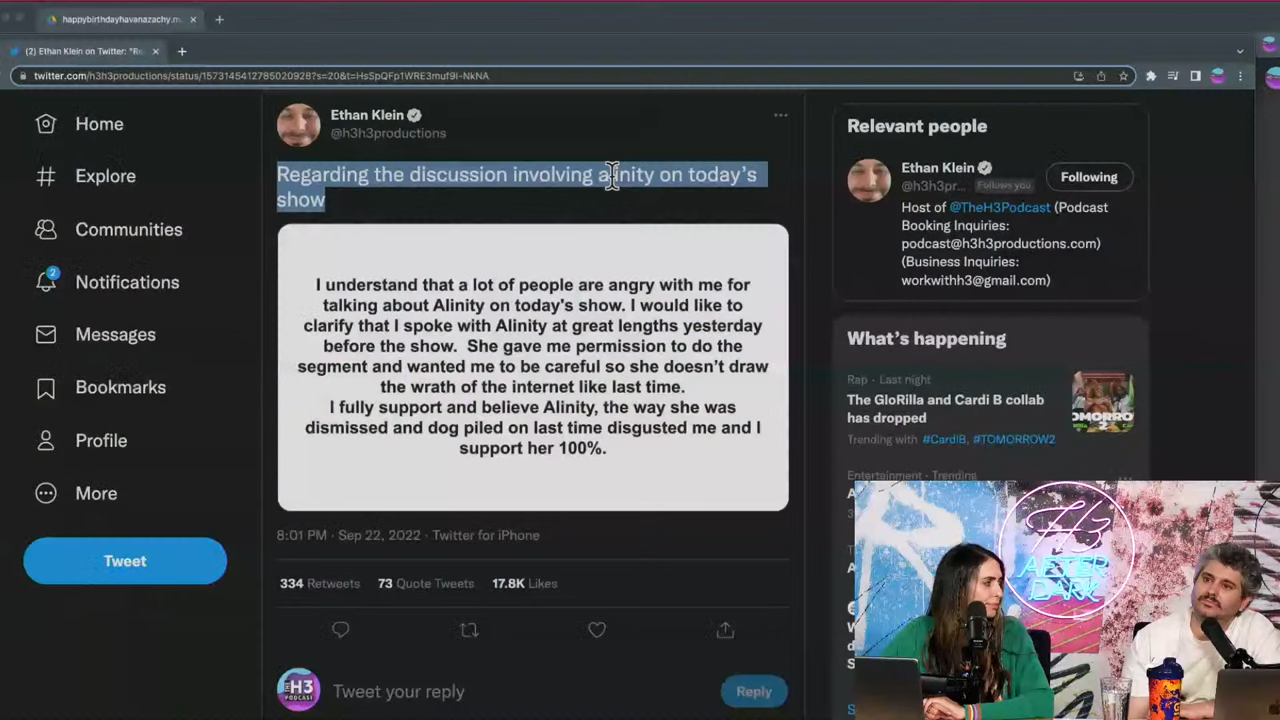 happybirthdayhavanazachy.m
(2) Ethan Klein on Twitter: "Re
twitter.com/h3h3productions/status/1573145412785020928?s=20&t=HsSpQFp1WRE3muf9I-NkNA
Home
Explore
Communities
2
Notifications
Messages
Bookmarks
Profile
More
Tweet
Ethan Klein
@h3h3productions
Regarding the discussion involving alinity on today's
show
I understand that a lot of people are angry with me for
talking about Alinity on today's show. I would like to
clarify that I spoke with Alinity at great lengths yesterday
before the show. She gave me permission to do the
segment and wanted me to be careful so she doesn't draw
the wrath of the internet like last time.
I fully support and believe Alinity, the way she was
dismissed and dog piled on last time disgusted me and I
support her 100%.
8:01 PM · Sep 22, 2022 · Twitter for iPhone
334 Retweets 73 Quote Tweets 17.8K Likes
THE H3 PODCAST
Tweet your reply
Reply
Relevant people
Ethan Klein
@h3h3pr... Follows you
Following
Host of @TheH3Podcast (Podcast
Booking Inquiries:
podcast@h3h3productions.com)
(Business Inquiries:
workwithh3@gmail.com)
What's happening
Rap · Last night
The GloRilla and Cardi B collab
has dropped
Trending with #CardiB, #TOMORROW2
Entertainment · Trending
H3
AFTER
DARK